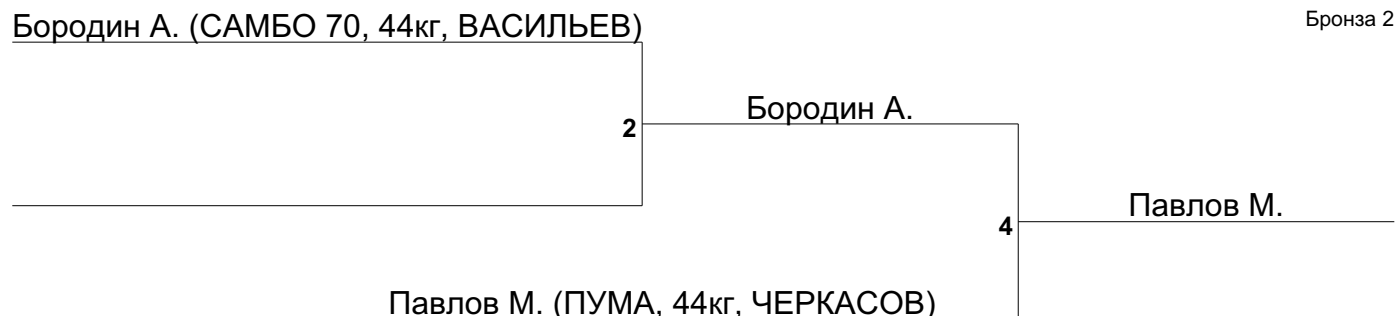 Бородин А. (САМБО 70, 44кг, ВАСИЛЬЕВ)
Бронза 2
Бородин А.
2
Павлов М.
4
Павлов М. (ПУМА, 44кг, ЧЕРКАСОВ)